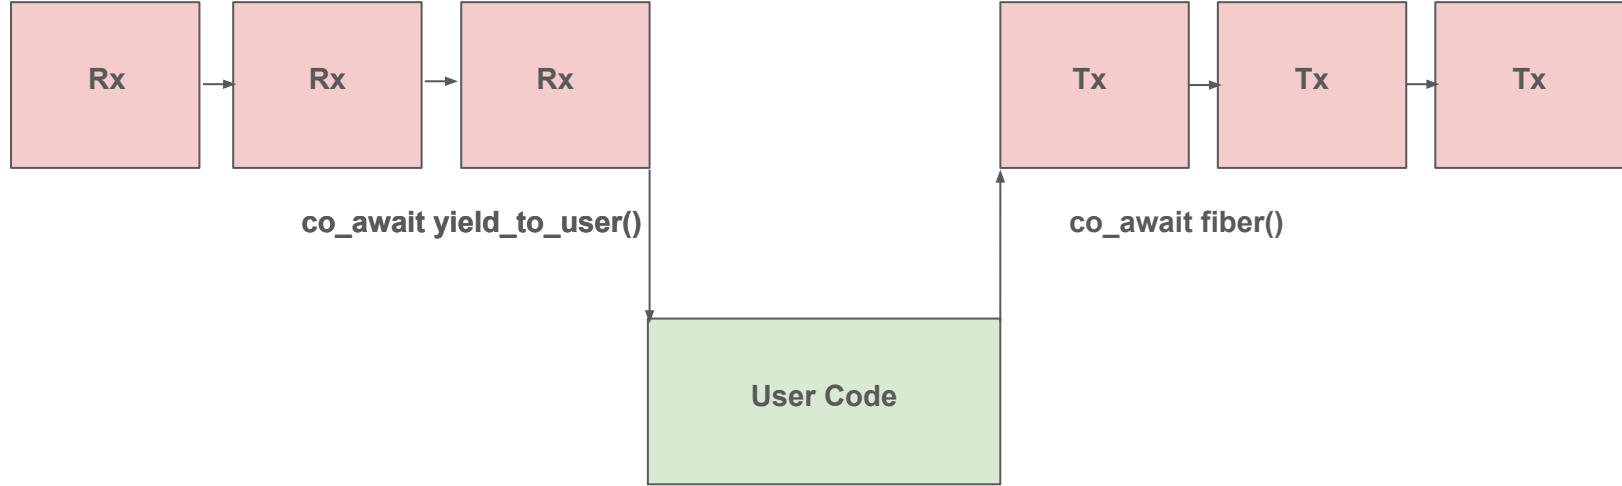 Rx
Rx
Rx
Tx
Tx
Tx
co_await yield_to_user()
co_await fiber()
User Code